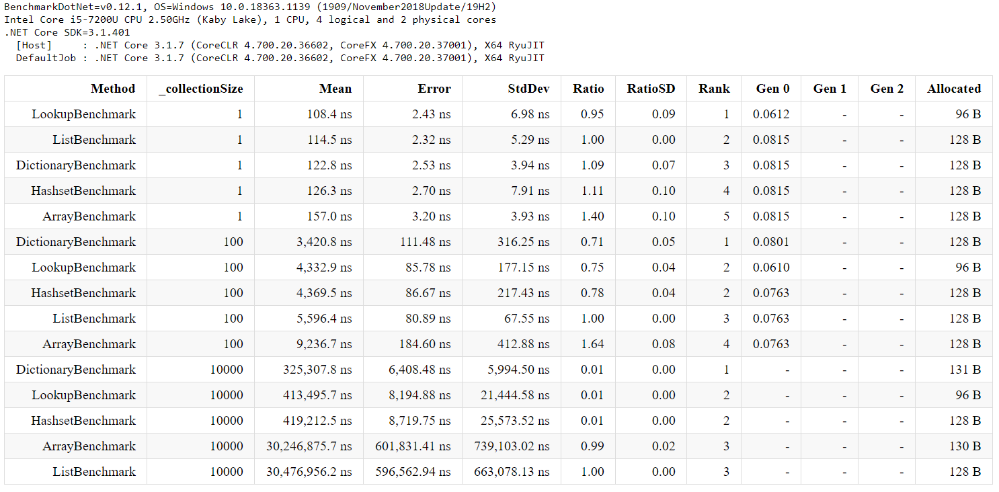 BenchmarkDotNet=v0.12.1, OS=Windows 10.0.18363.1139 (1909/November2018Update/19H2)
Intel Core i5-7200U CPU 2.50GHz (Kaby Lake), 1 CPU, 4 logical and 2 physical cores
.NET Core SDK=3.1.401
[Host]     : .NET Core 3.1.7 (CoreCLR 4.700.20.36602, CoreFX 4.700.20.37001), X64 RyuJIT
DefaultJob : .NET Core 3.1.7 (CoreCLR 4.700.20.36602, CoreFX 4.700.20.37001), X64 RyuJIT
Method _collectionSize Mean Error StdDev Ratio RatioSD Rank Gen 0 Gen 1 Gen 2 Allocated
LookupBenchmark 1 108.4 ns 2.43 ns 6.98 ns 0.95 0.09 1 0.0612 - - 96 B
ListBenchmark 1 114.5 ns 2.32 ns 5.29 ns 1.00 0.00 2 0.0815 - - 128 B
DictionaryBenchmark 1 122.8 ns 2.53 ns 3.94 ns 1.09 0.07 3 0.0815 - - 128 B
HashsetBenchmark 1 126.3 ns 2.70 ns 7.91 ns 1.11 0.10 4 0.0815 - - 128 B
ArrayBenchmark 1 157.0 ns 3.20 ns 3.93 ns 1.40 0.10 5 0.0815 - - 128 B
DictionaryBenchmark 100 3,420.8 ns 111.48 ns 316.25 ns 0.71 0.05 1 0.0801 - - 128 B
LookupBenchmark 100 4,332.9 ns 85.78 ns 177.15 ns 0.75 0.04 2 0.0610 - - 96 B
HashsetBenchmark 100 4,369.5 ns 86.67 ns 217.43 ns 0.78 0.04 2 0.0763 - - 128 B
ListBenchmark 100 5,596.4 ns 80.89 ns 67.55 ns 1.00 0.00 3 0.0763 - - 128 B
ArrayBenchmark 100 9,236.7 ns 184.60 ns 412.88 ns 1.64 0.08 4 0.0763 - - 128 B
DictionaryBenchmark 10000 325,307.8 ns 6,408.48 ns 5,994.50 ns 0.01 0.00 1 - - - 131 B
LookupBenchmark 10000 413,495.7 ns 8,194.88 ns 21,444.58 ns 0.01 0.00 2 - - - 96 B
HashsetBenchmark 10000 419,212.5 ns 8,719.75 ns 25,573.52 ns 0.01 0.00 2 - - - 128 B
ArrayBenchmark 10000 30,246,875.7 ns 601,831.41 ns 739,103.02 ns 0.99 0.02 3 - - - 130 B
ListBenchmark 10000 30,476,956.2 ns 596,562.94 ns 663,078.13 ns 1.00 0.00 3 - - - 128 B